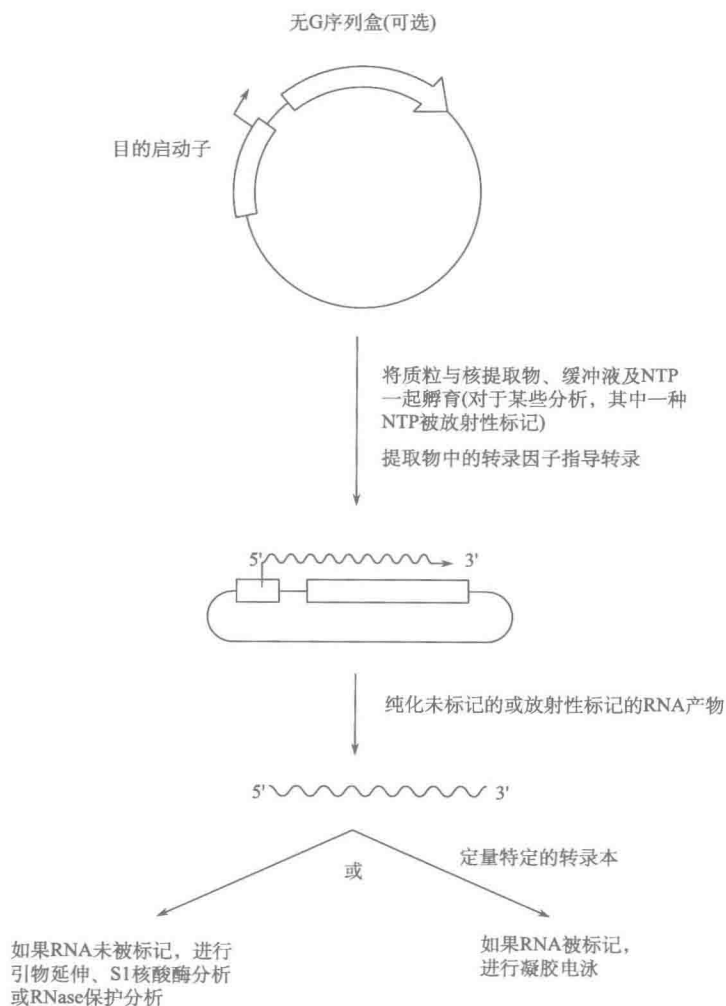 无G序列盒(可选)
目的启动子
将质粒与核提取物、缓冲液及NTP
一起孵育(对于某些分析，其中一种
NTP被放射性标记)
提取物中的转录因子指导转录
5' 3'
纯化未标记的或放射性标记的RNA产物
5' 3'
定量特定的转录本
或
如果RNA未被标记，进行
引物延伸、S1核酸酶分析
或RNase保护分析
如果RNA被标记，
进行凝胶电泳